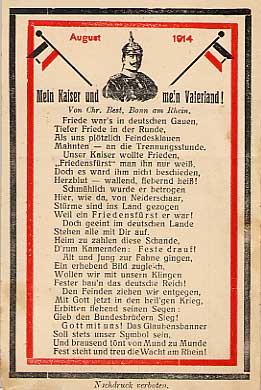 August 1914
Mein Kaiser und mein Vaterland!
Von Chr. Best, Bonn am Rhein.
Friede war's in deutschen Gauen,
Tiefer Friede in der Runde,
Als uns plötzlich Feindesklauen
Mahnten — an die Trennungsstunde.
Unser Kaiser wollte Frieden,
„Friedensfürst" man ihn nur weiß,
Doch es ward ihm nicht beschieden,
Herzblut — wallend, fiebernd heiß!
Schmählich wurde er betrogen
Hier, wie da, von Neiderschaar,
Stürme sind ins Land gezogen
Weil ein Friedensfürst er war!
Doch geeint im deutschen Lande
Stehen alle mit Dir auf.
Heim zu zahlen diese Schande,
D'rum Kameraden: Feste drauf!
Alt und Jung zur Fahne gingen,
Ein erhebend Bild zugleich,
Wollen wir mit unsern Klingen
Fester bau'n das deutsche Reich!
Den Feinden ziehen wir entgegen,
Mit Gott jetzt in den heil'gen Krieg,
Erbitten flehend seinen Segen:
Gieb den Bundesbrüdern Sieg!
Gott mit uns! Das Glaubensbanner
Soll stets unser Symbol sein,
Und brausend tönt von Mund zu Munde
Fest steht und treu die Wacht am Rhein!
Nachdruck verboten.